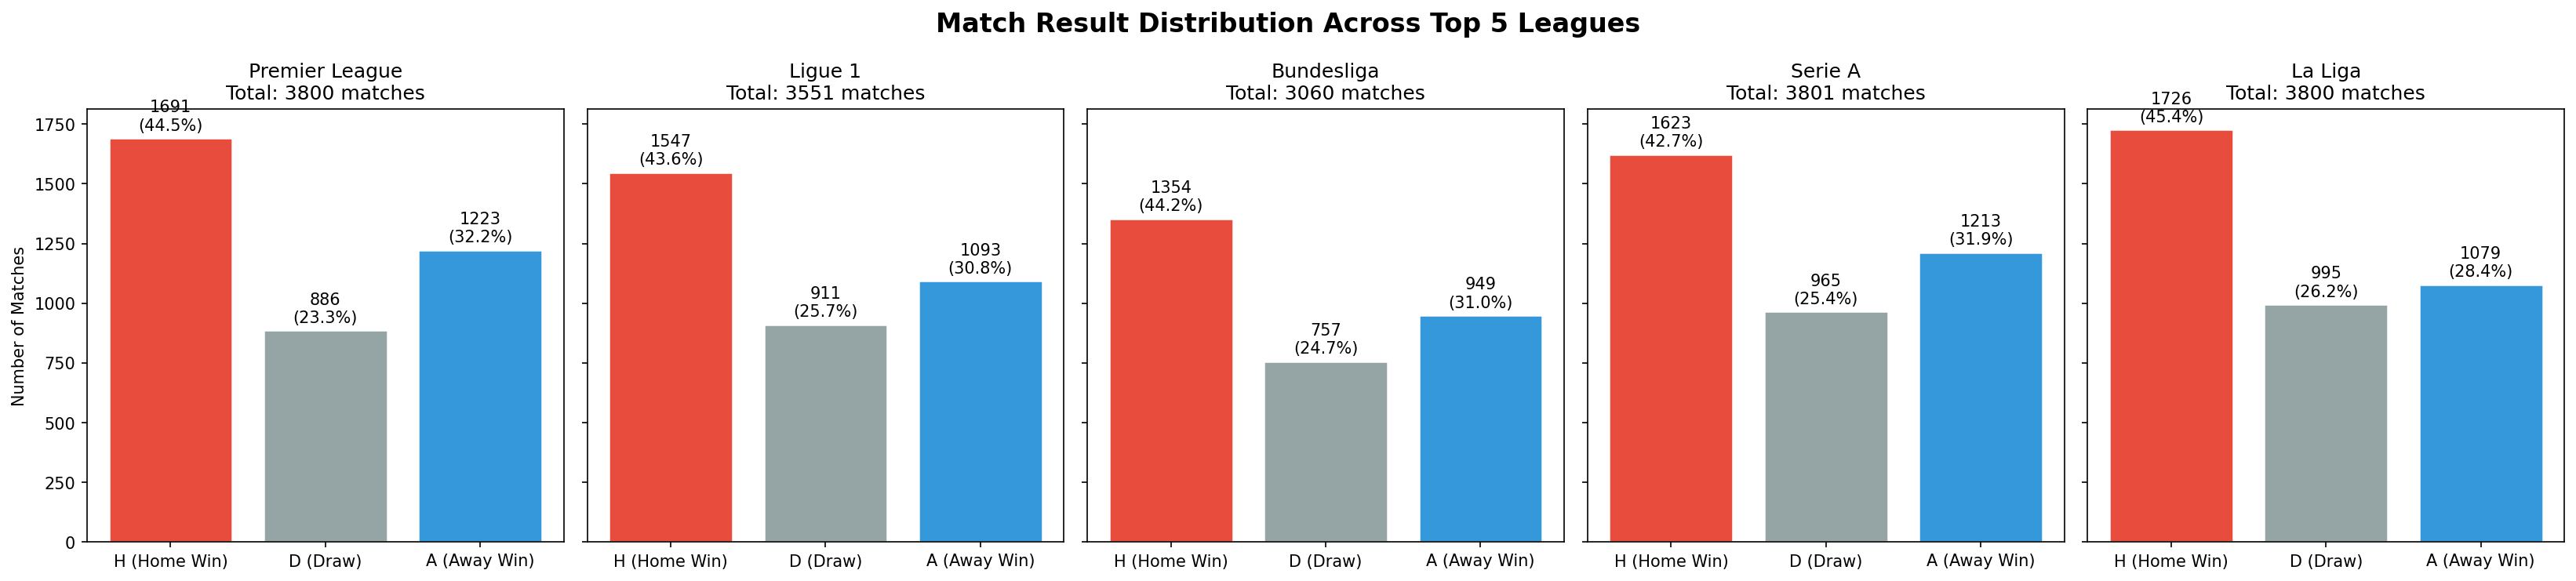 Match Result Distribution Across Top 5 Leagues
Premier League
Total: 3800 matches
1691
(44.5%)
886
(23.3%)
1223
(32.2%)
Number of Matches
1750
1500
1250
1000
750
500
250
0
H (Home Win)
D (Draw)
A (Away Win)
Ligue 1
Total: 3551 matches
1547
(43.6%)
911
(25.7%)
1093
(30.8%)
H (Home Win)
D (Draw)
A (Away Win)
Bundesliga
Total: 3060 matches
1354
(44.2%)
757
(24.7%)
949
(31.0%)
H (Home Win)
D (Draw)
A (Away Win)
Serie A
Total: 3801 matches
1623
(42.7%)
965
(25.4%)
1213
(31.9%)
H (Home Win)
D (Draw)
A (Away Win)
La Liga
Total: 3800 matches
1726
(45.4%)
995
(26.2%)
1079
(28.4%)
H (Home Win)
D (Draw)
A (Away Win)